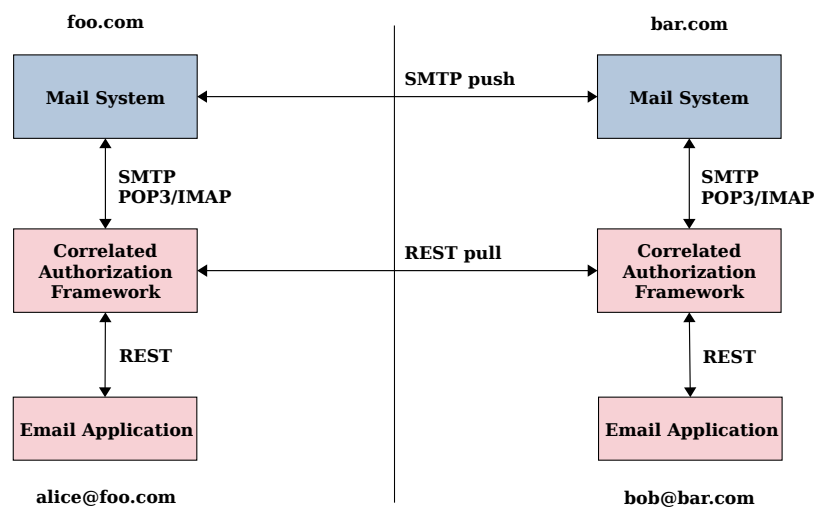 foo.com
bar.com
Mail System
SMTP push
Mail System
SMTP
POP3/IMAP
SMTP
POP3/IMAP
Correlated
Authorization
Framework
REST pull
Correlated
Authorization
Framework
REST
REST
Email Application
Email Application
alice@foo.com
bob@bar.com